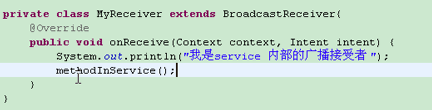 private class MyReceiver extends BroadcastReceiver{
@Override
public void onReceive(Context context, Intent intent) {
System.out.println("我是service 内部的广播接受者 ");
methodInService();
}
}